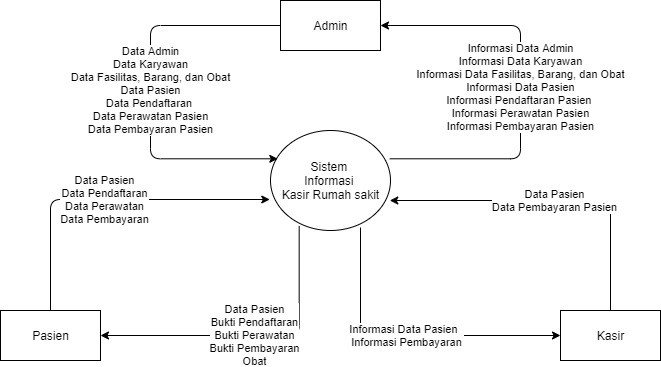 Admin
Data Admin
Data Karyawan
Data Fasilitas, Barang, dan Obat
Data Pasien
Data Pendaftaran
Data Perawatan Pasien
Data Pembayaran Pasien
Informasi Data Admin
Informasi Data Karyawan
Informasi Data Fasilitas, Barang, dan Obat
Informasi Data Pasien
Informasi Pendaftaran Pasien
Informasi Perawatan Pasien
Informasi Pembayaran Pasien
Sistem
Informasi
Kasir Rumah sakit
Data Pasien
Data Pendaftaran
Data Perawatan
Data Pembayaran
Data Pasien
Data Pembayaran Pasien
Pasien
Data Pasien
Bukti Pendaftaran
Bukti Perawatan
Bukti Pembayaran
Obat
Informasi Data Pasien
Informasi Pembayaran
Kasir